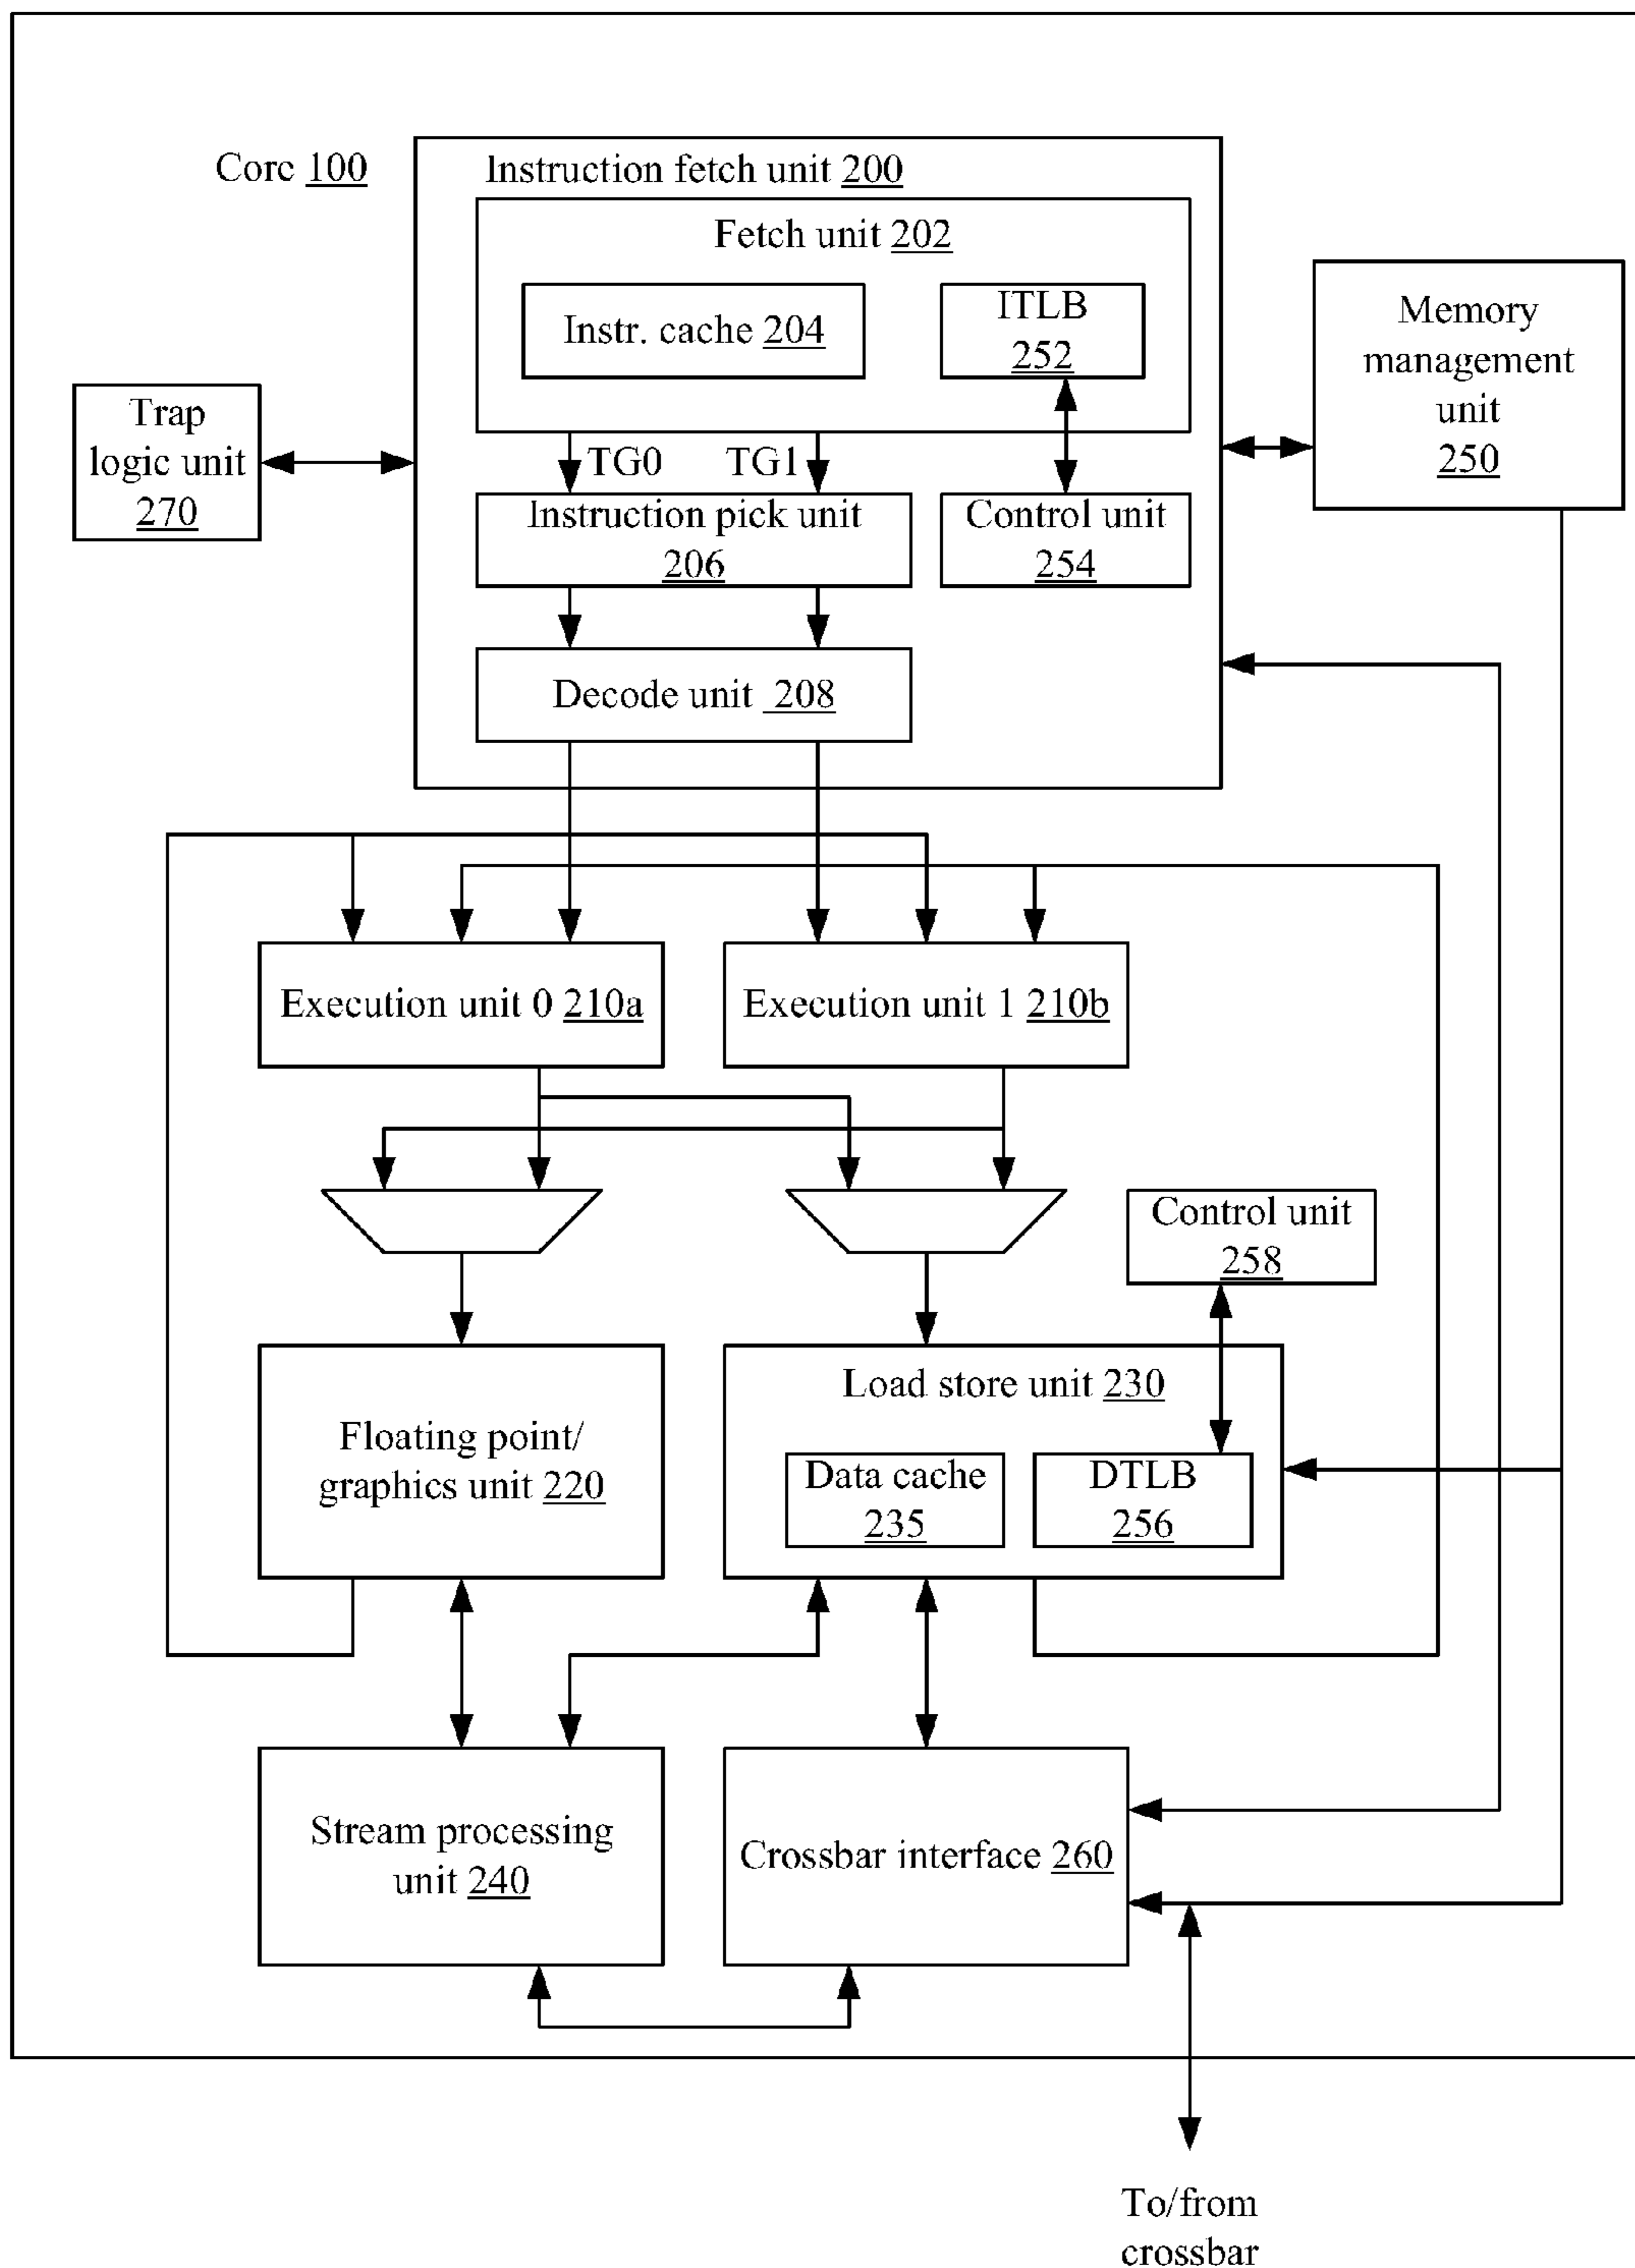 Corc 100
Instruction fetch unit 200
Fetch unit 202
Instr. cache 204
ITLB
252
Memory
management
unit
250
Trap
logic unit
270
TG0
TG1
Instruction pick unit
206
Control unit
254
Decode unit 208
Execution unit 0 210a
Execution unit 1 210b
Control unit
258
Load store unit 230
Floating point/
graphics unit 220
Data cache
235
DTLB
256
Stream processing
unit 240
Crossbar interface 260
To/from
crossbar